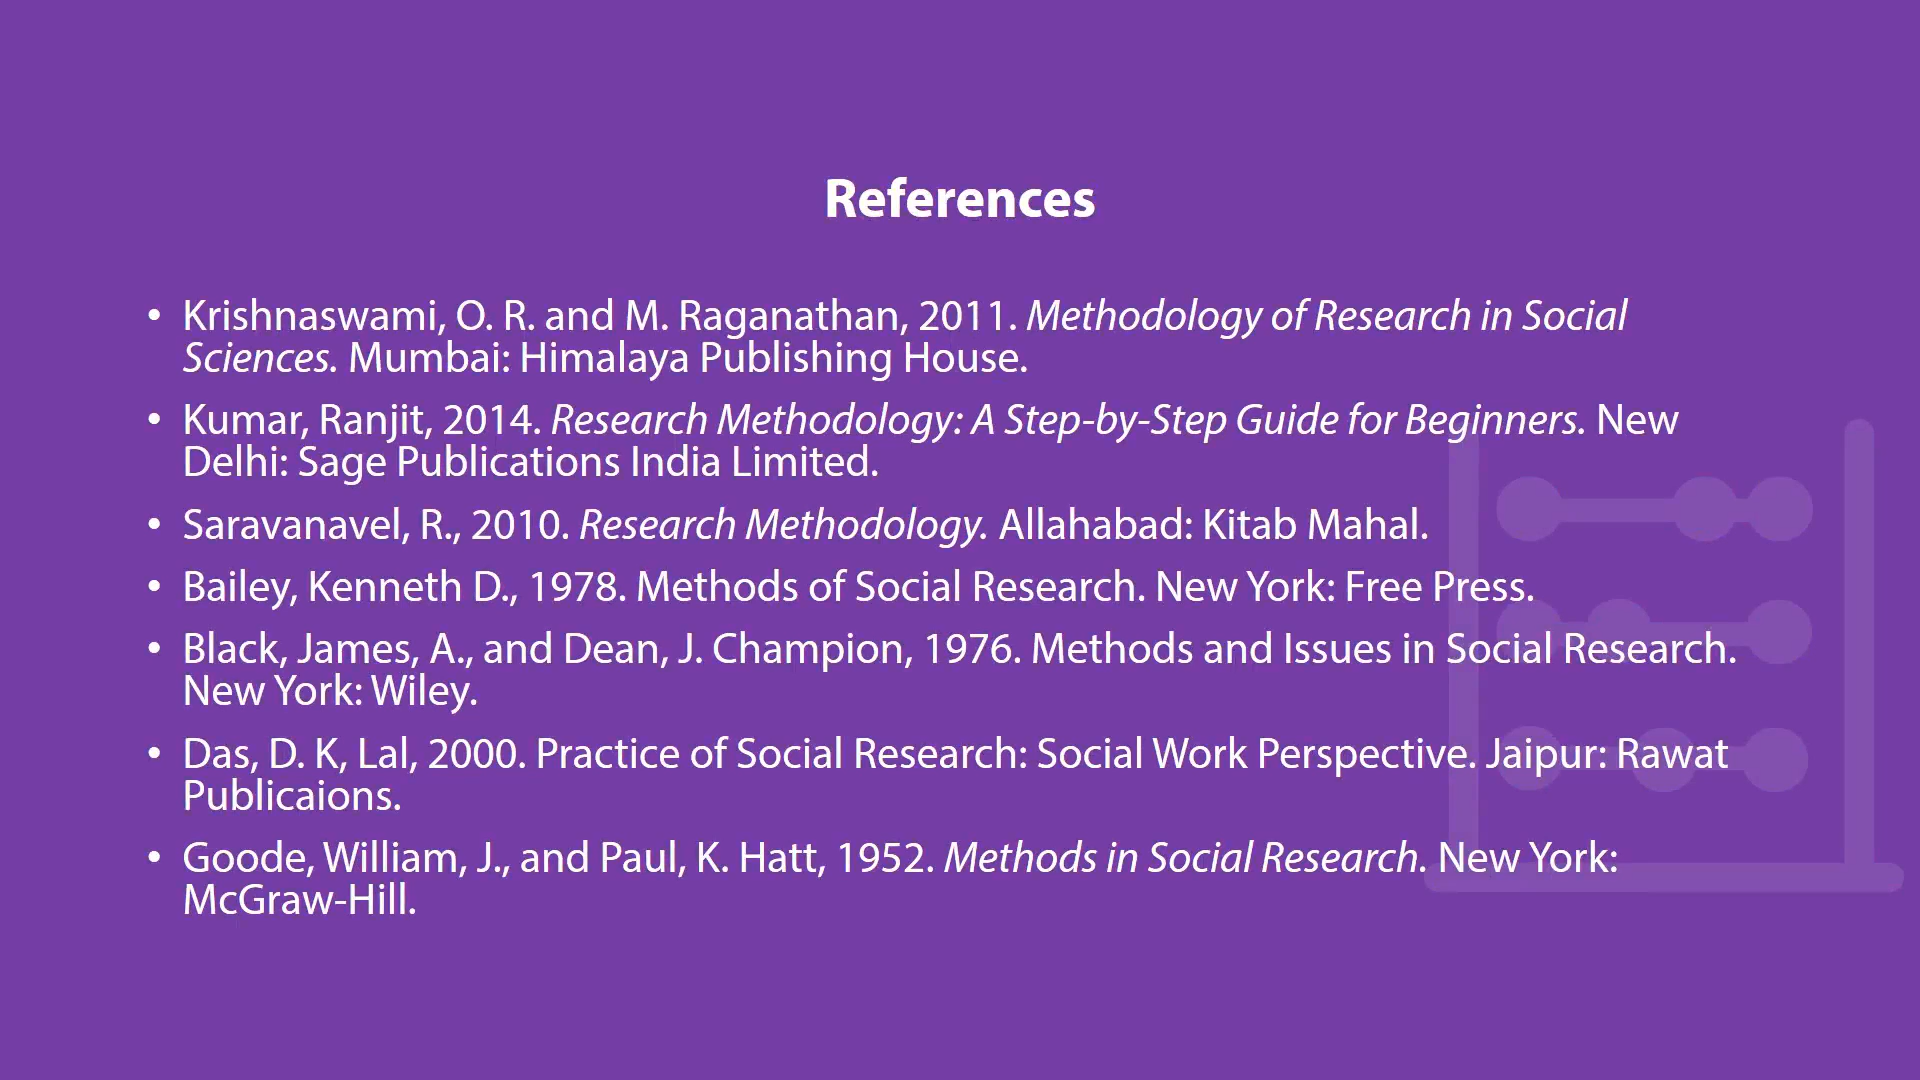 References
• Krishnaswami, O. R. and M. Raganathan, 2011. Methodology of Research in Social
Sciences. Mumbai: Himalaya Publishing House.
• Kumar, Ranjit, 2014. Research Methodology: A Step-by-Step Guide for Beginners. New
Delhi: Sage Publications India Limited.
• Saravanavel, R., 2010. Research Methodology. Allahabad: Kitab Mahal.
• Bailey, Kenneth D., 1978. Methods of Social Research. New York: Free Press.
• Black, James, A., and Dean, J. Champion, 1976. Methods and Issues in Social Research.
New York: Wiley.
• Das, D. K, Lal, 2000. Practice of Social Research: Social Work Perspective. Jaipur: Rawat
Publicaions.
• Goode, William, J., and Paul, K. Hatt, 1952. Methods in Social Research. New York:
McGraw-Hill.